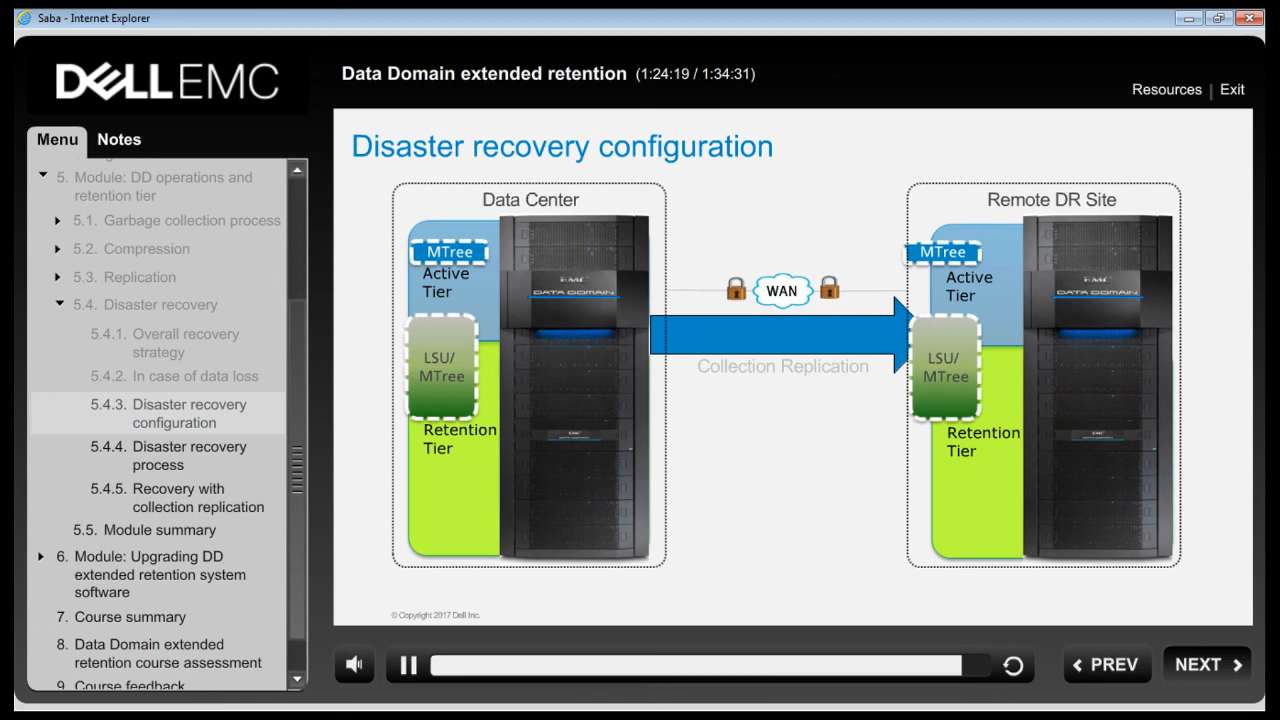 Saba - Internet Explorer
DELLEMC
Data Domain extended retention (1:24:19 / 1:34:31)
Resources | Exit
Menu
Notes
5. Module: DD operations and
retention tier
5.1. Garbage collection process
5.2. Compression
5.3. Replication
5.4. Disaster recovery
5.4.1. Overall recovery
strategy
5.4.2. In case of data loss
5.4.3. Disaster recovery
configuration
5.4.4. Disaster recovery
process
5.4.5. Recovery with
collection replication
5.5. Module summary
6. Module: Upgrading DD
extended retention system
software
7. Course summary
8. Data Domain extended
retention course assessment
9. Course feedback
Disaster recovery configuration
Data Center
MTree
Active
Tier
LSU/
MTree
Retention
Tier
EMC
DATA DOMAIN
WAN
Collection Replication
Remote DR Site
MTree
Active
Tier
LSU/
MTree
Retention
Tier
EMC
DATA DOMAIN
© Copyright 2017 Dell Inc.
PREV
NEXT